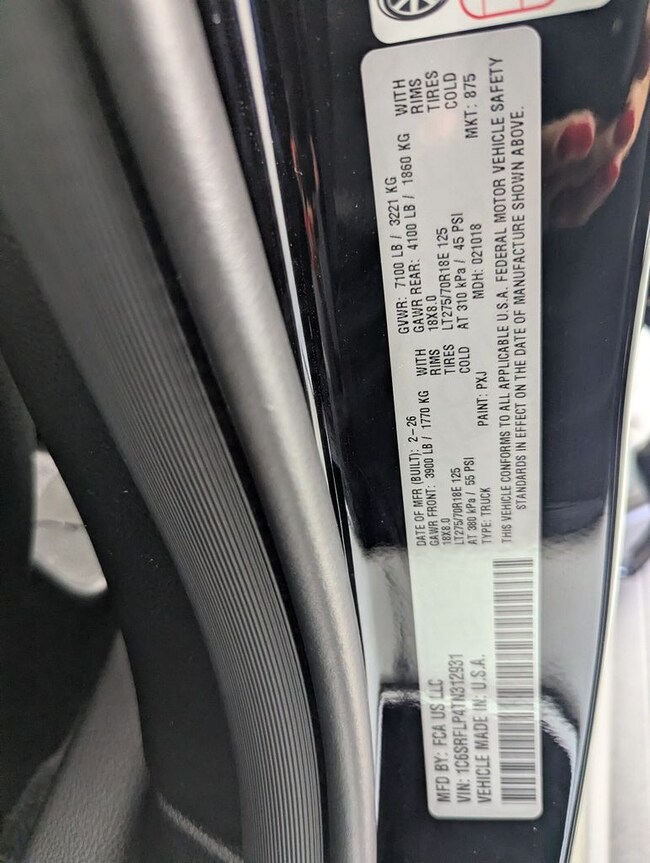 MFD BY: FCA US LLC
VIN: 1C6SRFLP4TN312931
VEHICLE MADE IN: U.S.A.
DATE OF MFR (BUILT): 2-26 GVWR: 7100 LB / 3221 KG
GAWR FRONT: 3900 LB / 1770 KG WITH GAWR REAR: 4100 LB / 1860 KG WITH
18X8.0 RIMS 18X8.0 RIMS
LT275/70R18E 125 TIRES LT275/70R18E 125 TIRES
AT 380 kPa / 55 PSI COLD AT 310 kPa / 45 PSI COLD
TYPE: TRUCK PAINT: PXJ MDH: 021018 MKT: 875
THIS VEHICLE CONFORMS TO ALL APPLICABLE U.S.A. FEDERAL MOTOR VEHICLE SAFETY
STANDARDS IN EFFECT ON THE DATE OF MANUFACTURE SHOWN ABOVE.